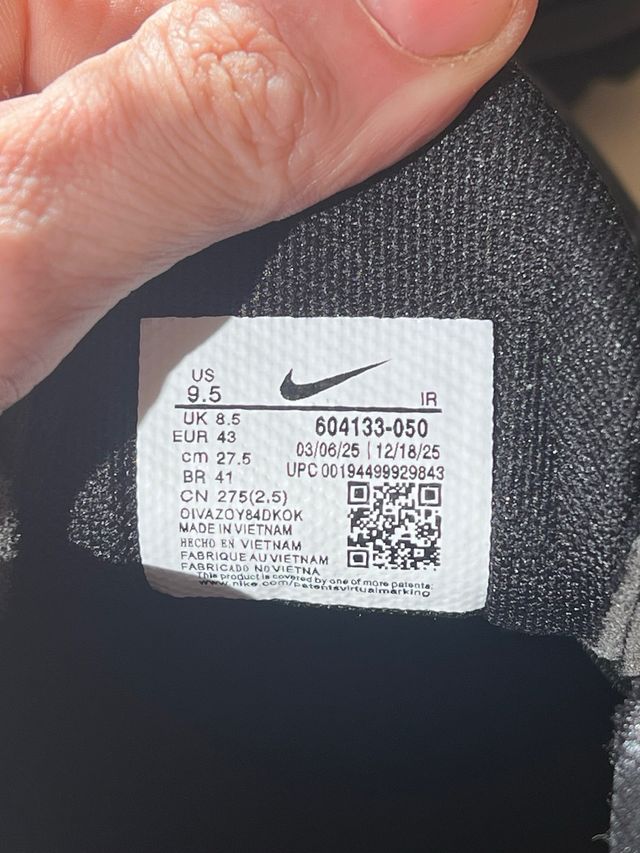 US
9.5
IR
UK 8.5
EUR 43
cm 27.5
BR 41
CN 275(2.5)
604133-050
03/06/25 | 12/18/25
UPC 00194499929843
OIVAZOY84DKOK
MADE IN VIETNAM
HECHO EN VIETNAM
FABRIQUE AU VIETNAM
FABRICADO NO VIETNA
This product is covered by one of more patents:
www.nike.com/patentsvirtualmarking